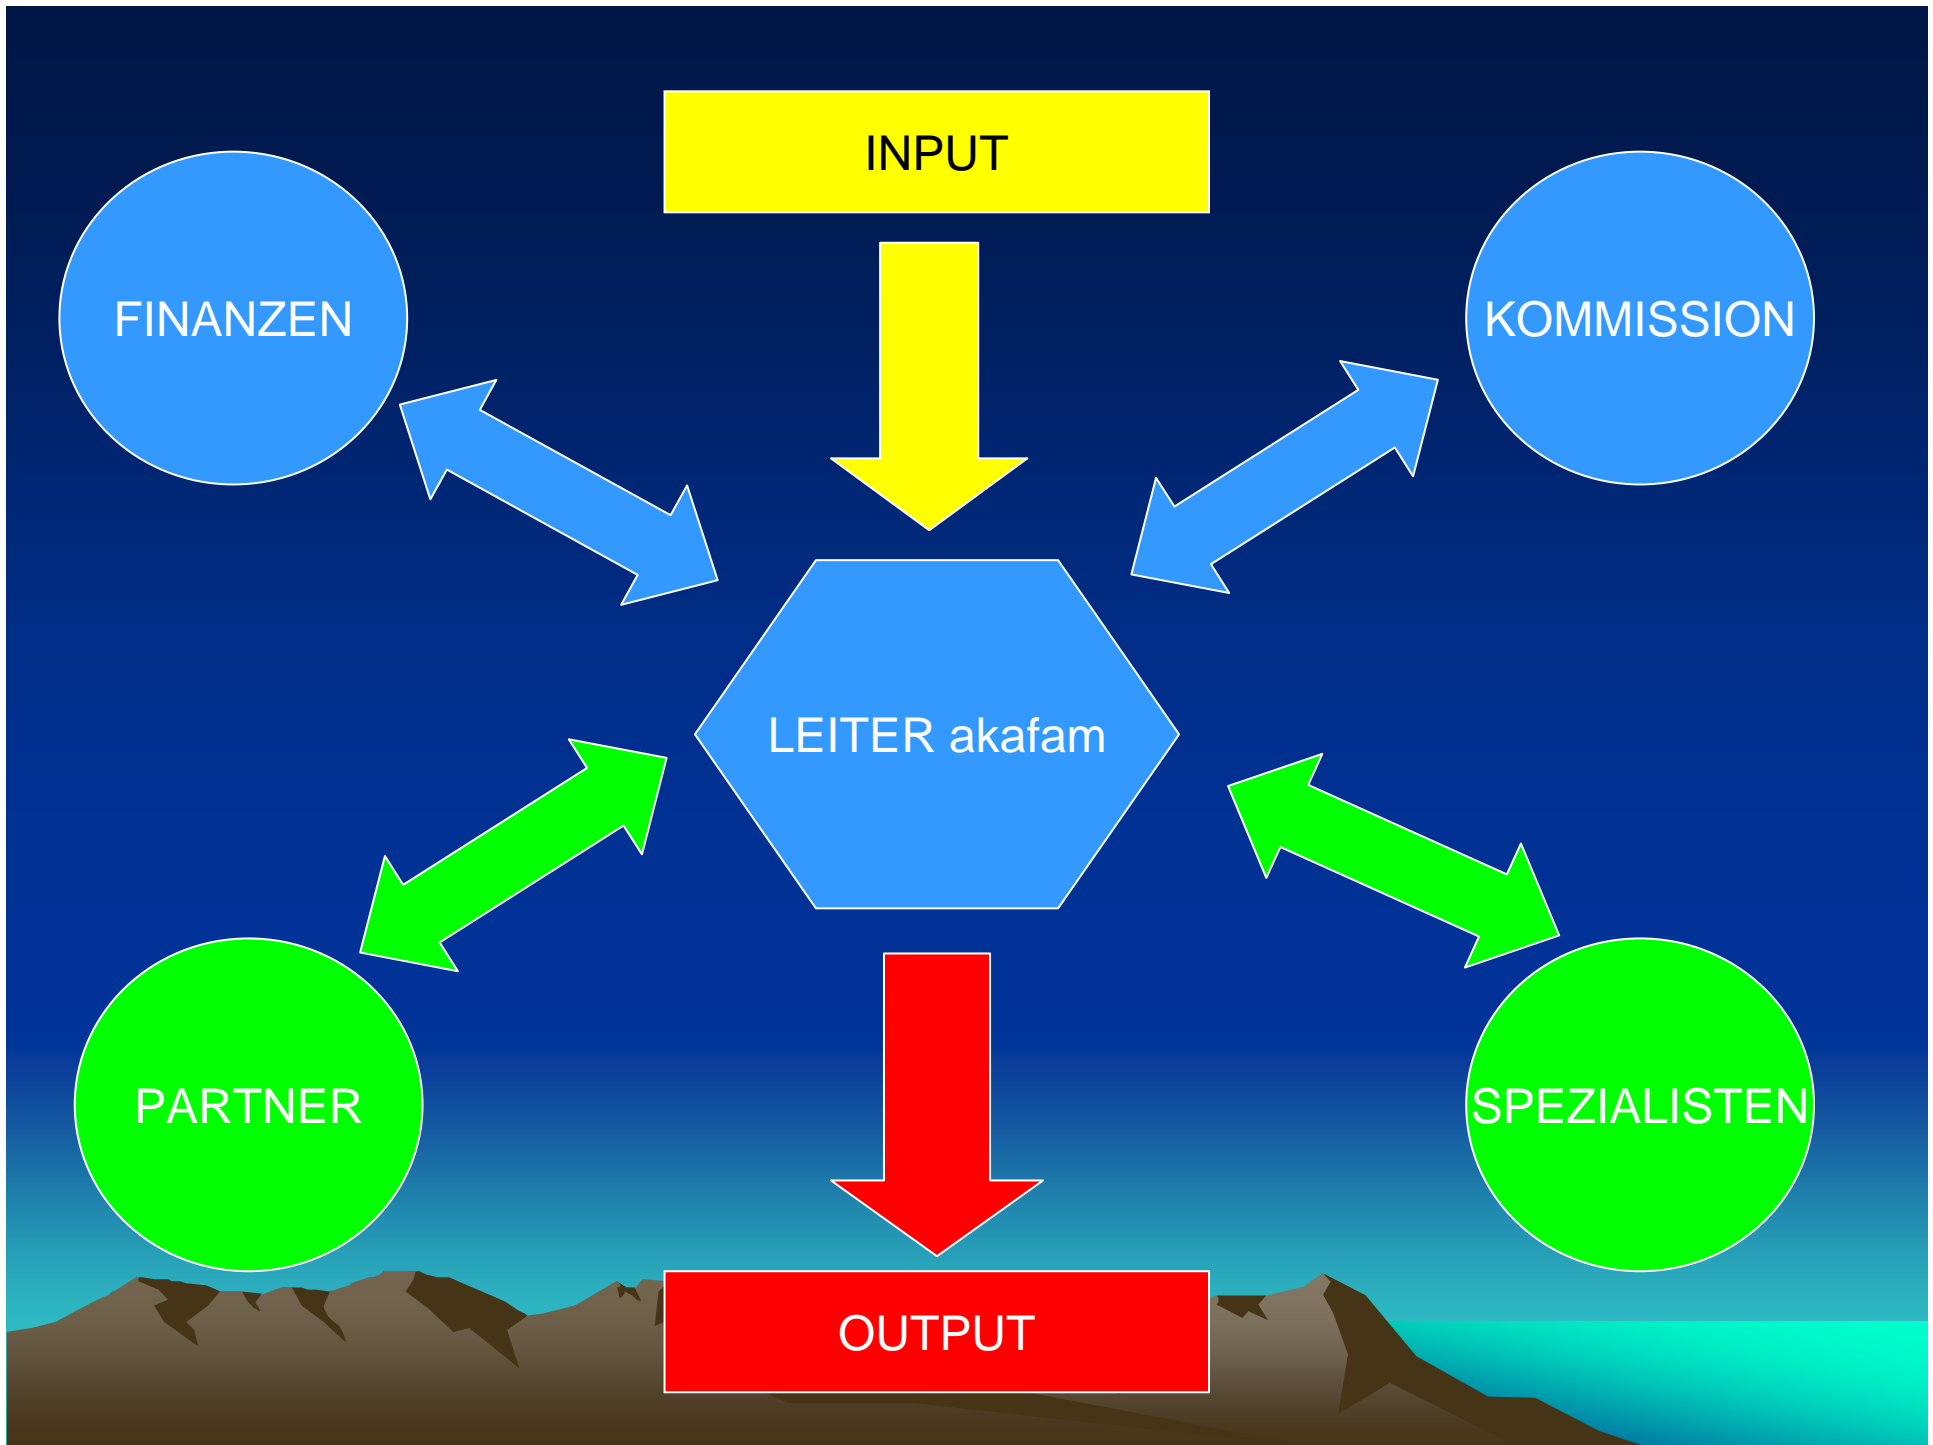 INPUT
FINANZEN
KOMMISSION
LEITER akafam
PARTNER
SPEZIALISTEN
OUTPUT